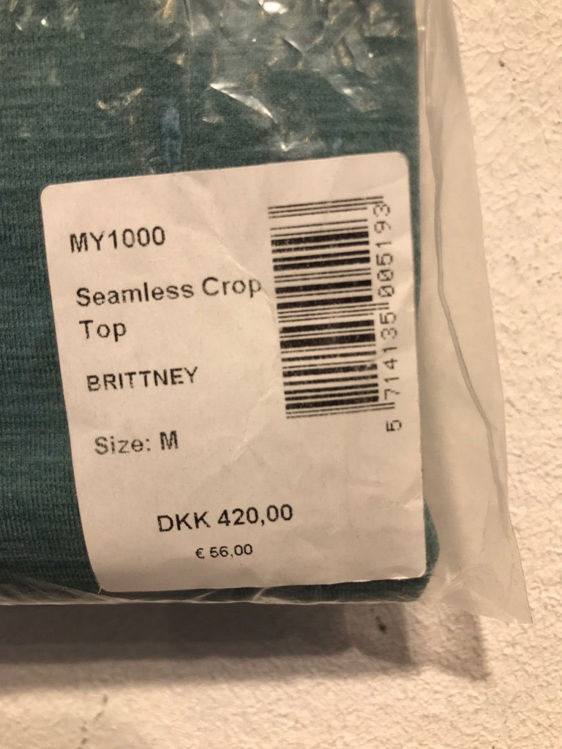 MY1000
Seamless Crop
Top
BRITTNEY
Size: M
DKK 420,00
€ 56,00
5 714135 005193